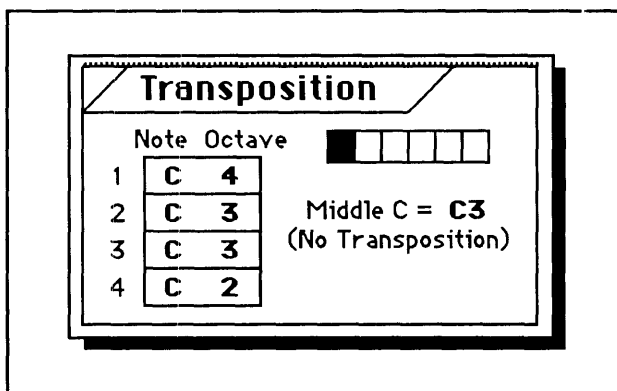 Transposition
Note Octave
1 C 4
2 C 3
3 C 3
4 C 2
Middle C = C3
(No Transposition)